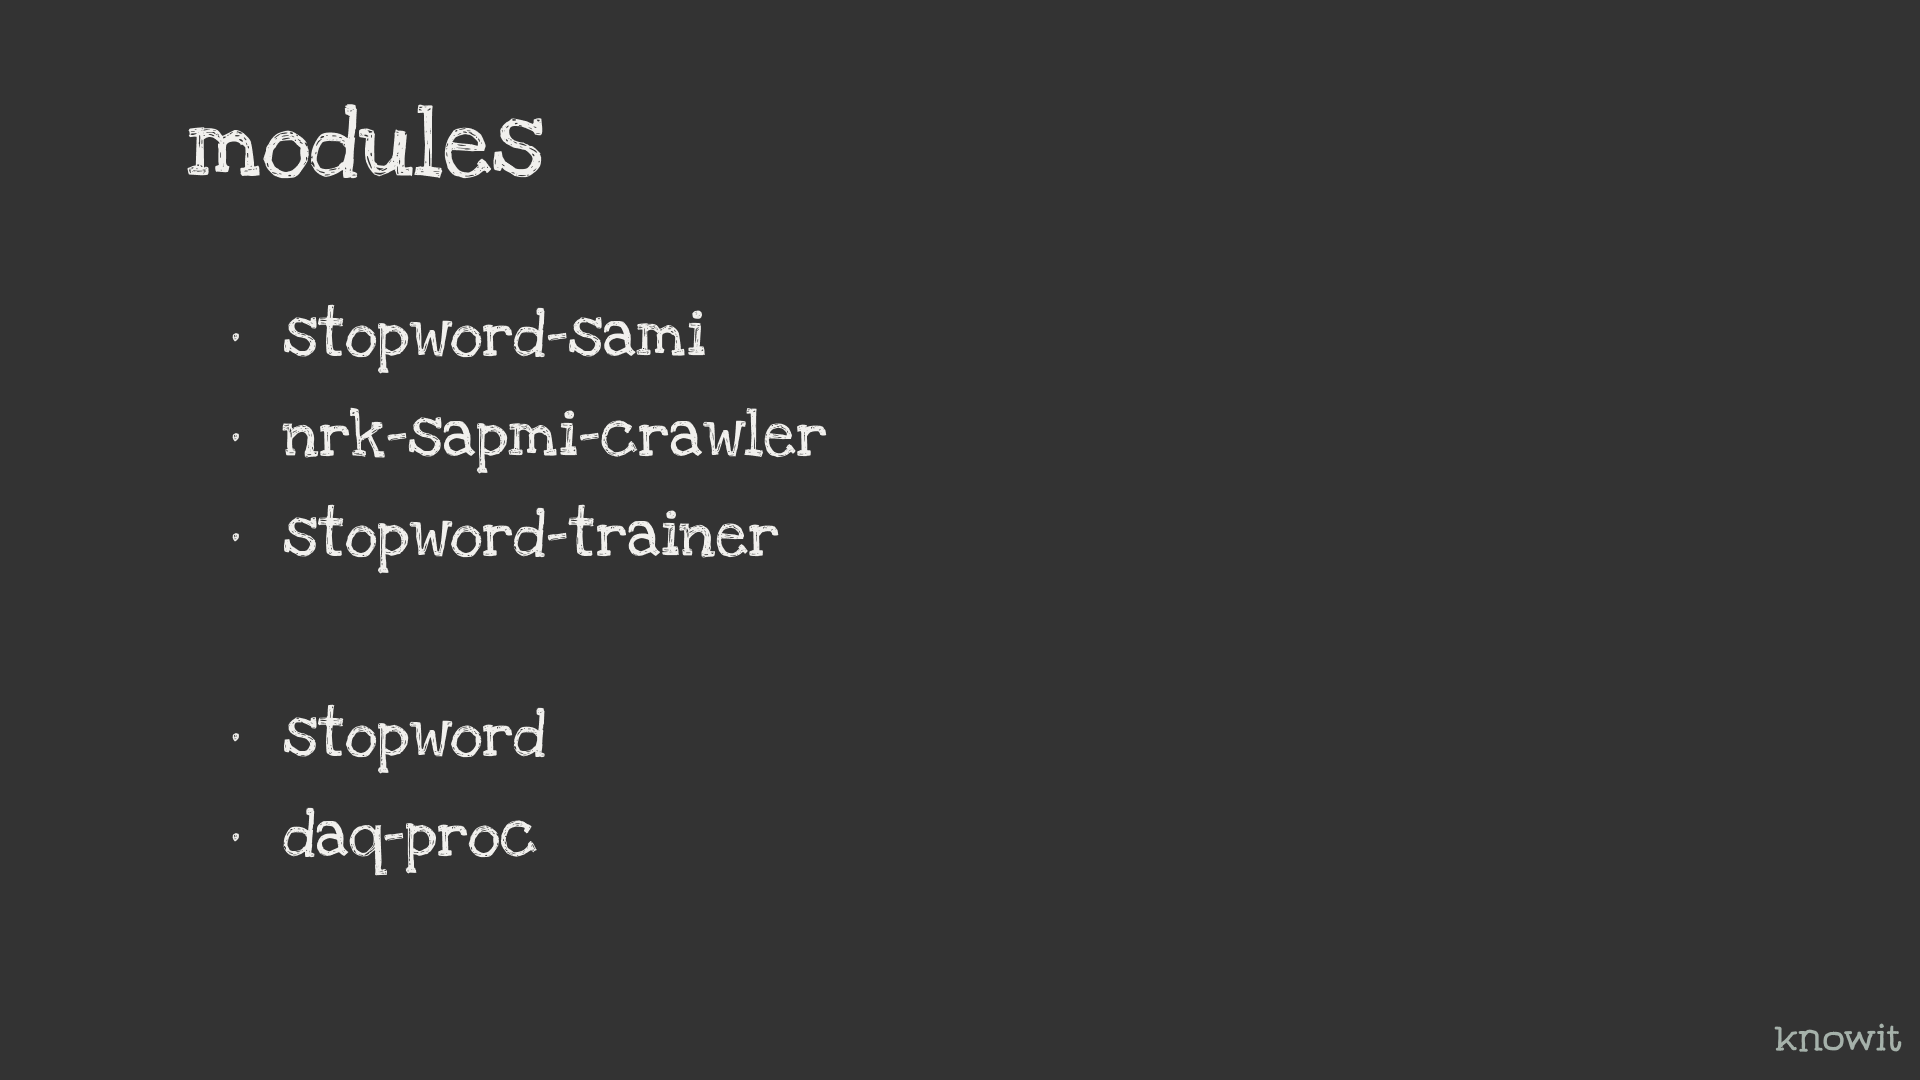 modules
• stopword-sami
• nrk-sapmi-crawler
• stopword-trainer
• stopword
• daq-proc
knowit